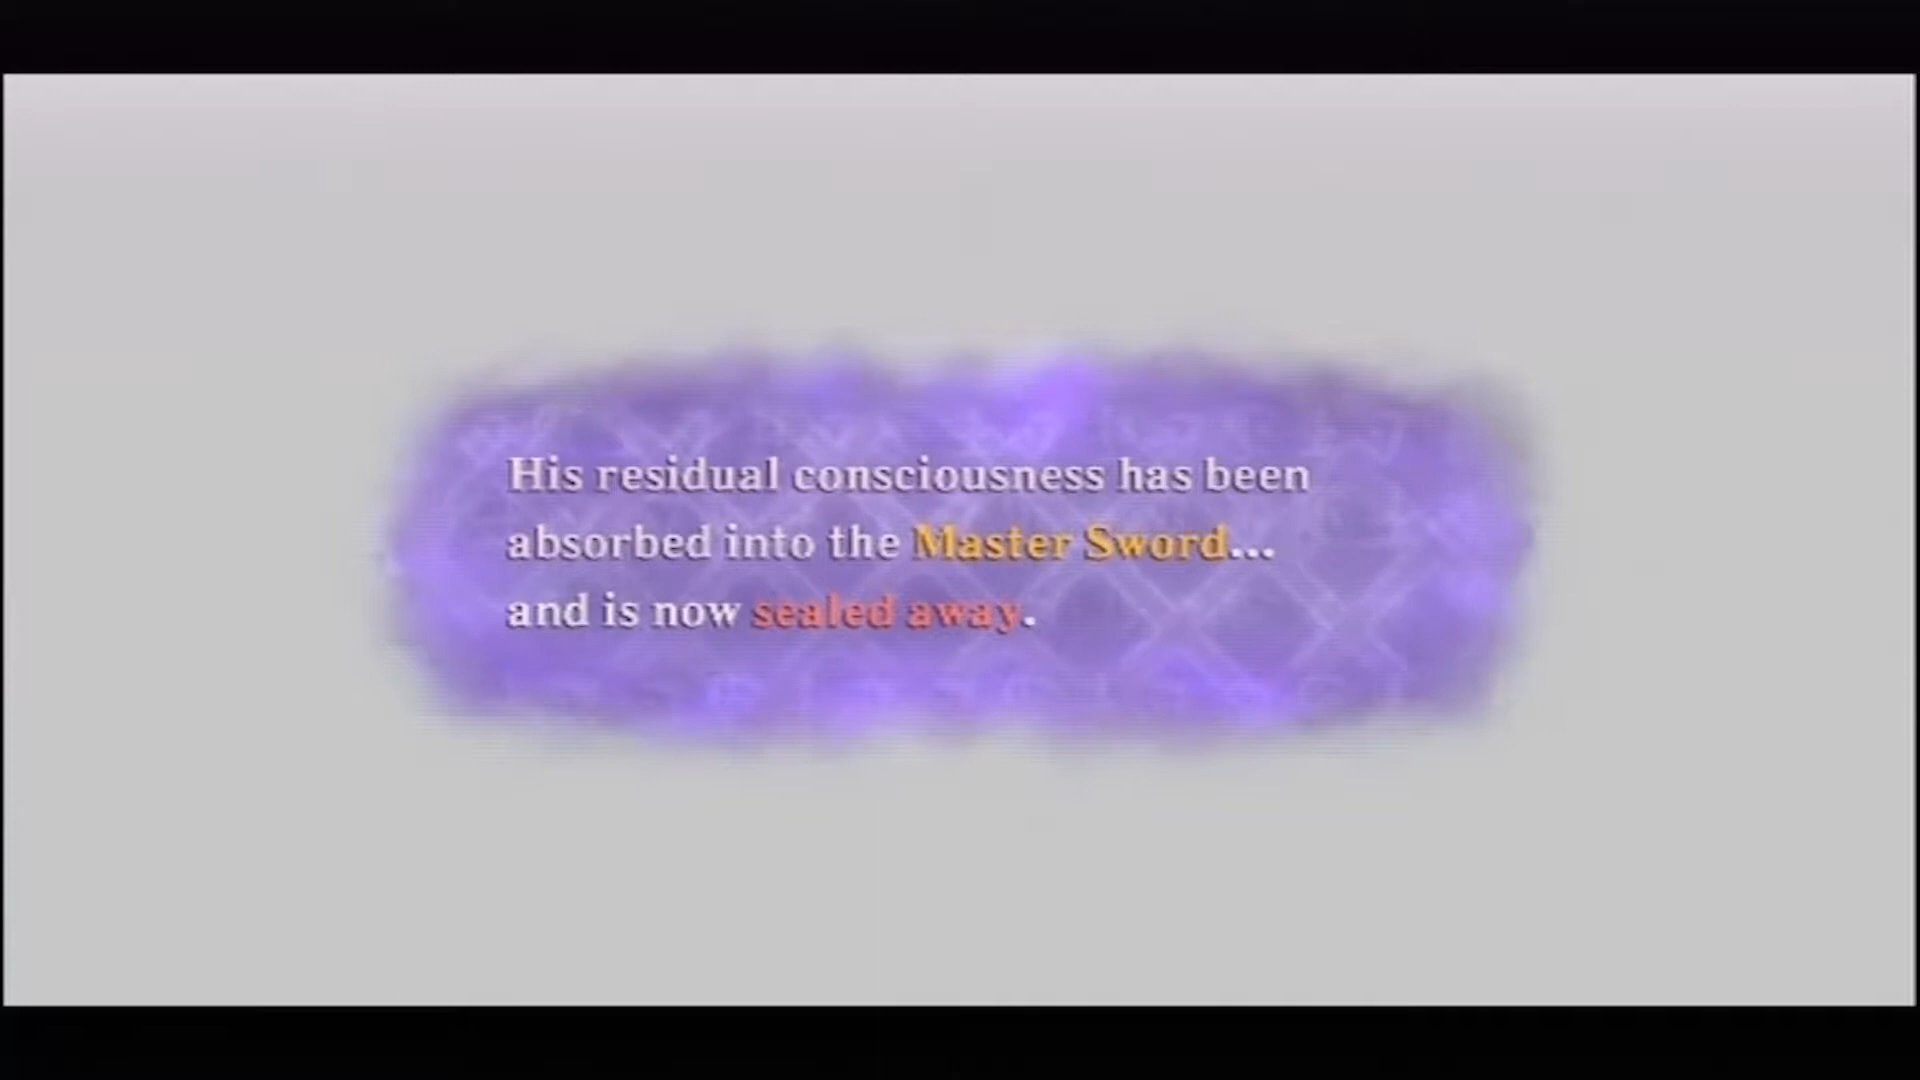 His residual consciousness has been
absorbed into the Master Sword...
and is now sealed away.